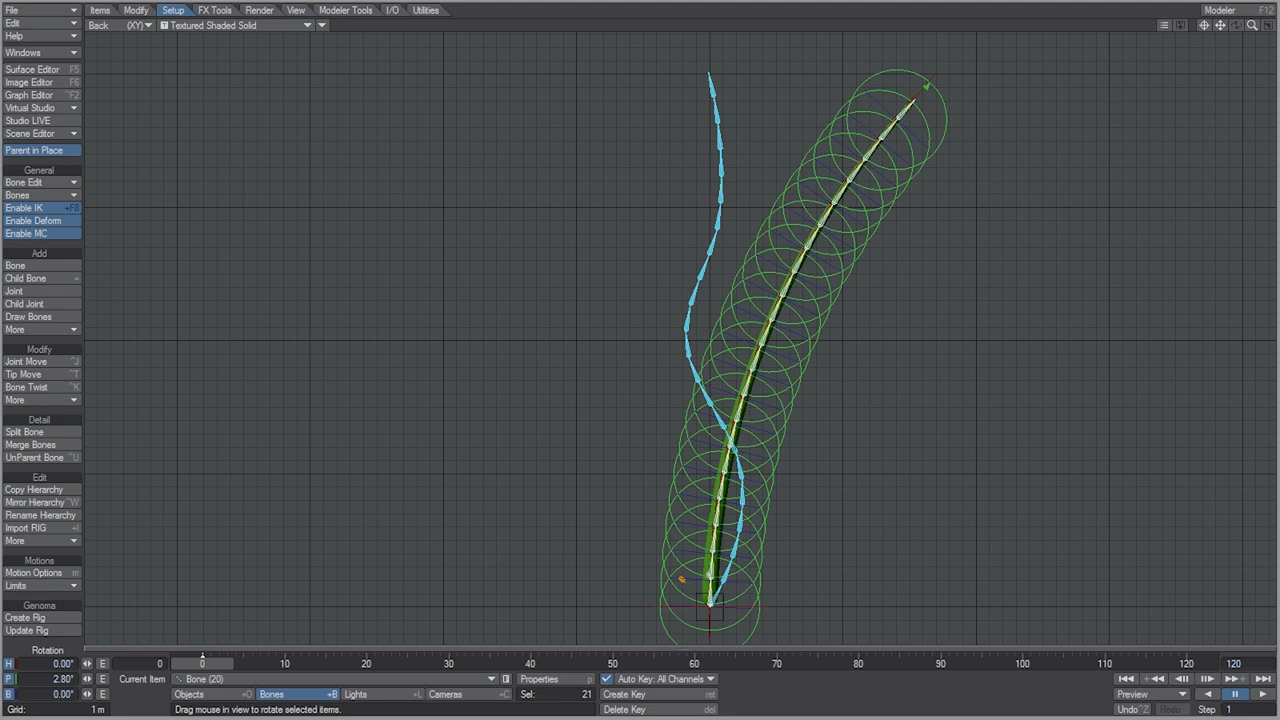 File Items Modify Setup FX Tools Render View Modeler Tools I/O Utilities Modeler F12
Edit Back (XY) T Textured Shaded Solid
Help
Windows
Surface Editor F5
Image Editor F6
Graph Editor ^F2
Virtual Studio
Studio LIVE
Scene Editor
Parent in Place
General
Bone Edit
Bones
Enable IK +F8
Enable Deform
Enable MC
Add
Bone
Child Bone =
Joint
Child Joint
Draw Bones
More
Modify
Joint Move ^J
Tip Move ^T
Bone Twist ^K
More
Detail
Split Bone
Merge Bones
UnParent Bone ^U
Edit
Copy Hierarchy
Mirror Hierarchy ^W
Rename Hierarchy
Import RIG +I
More
Motions
Motion Options m
Limits
Genoma
Create Rig
Update Rig
Rotation
H 0.00° E 0 0 10 20 30 40 50 60 70 80 90 100 110 120 120
P 2.80° E Current Item Bone (20) Properties p Auto Key: All Channels
B 0.00° E Objects +O Bones +B Lights +L Cameras +C Sel: 21 Create Key ret Preview
Grid: 1 m Drag mouse in view to rotate selected items. Delete Key del Undo ^Z Redo Z Step 1